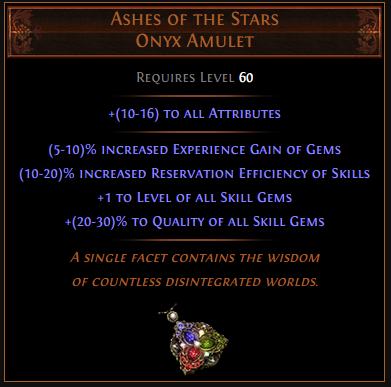 Ashes of the Stars
Onyx Amulet
Requires Level 60
+(10-16) to all Attributes
(5-10)% increased Experience Gain of Gems
(10-20)% increased Reservation Efficiency of Skills
+1 to Level of all Skill Gems
+(20-30)% to Quality of all Skill Gems
A single facet contains the wisdom
of countless disintegrated worlds.